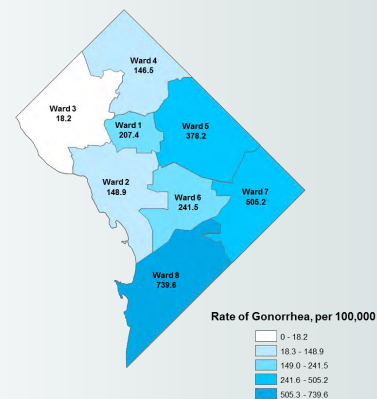 Ward 4
146.5
Ward 3
18.2
Ward 1
207.4
Ward 5
378.2
Ward 2
148.9
Ward 6
241.5
Ward 7
505.2
Ward 8
739.6
Rate of Gonorrhea, per 100,000
0 - 18.2
18.3 - 148.9
149.0 - 241.5
241.6 - 505.2
505.3 - 739.6